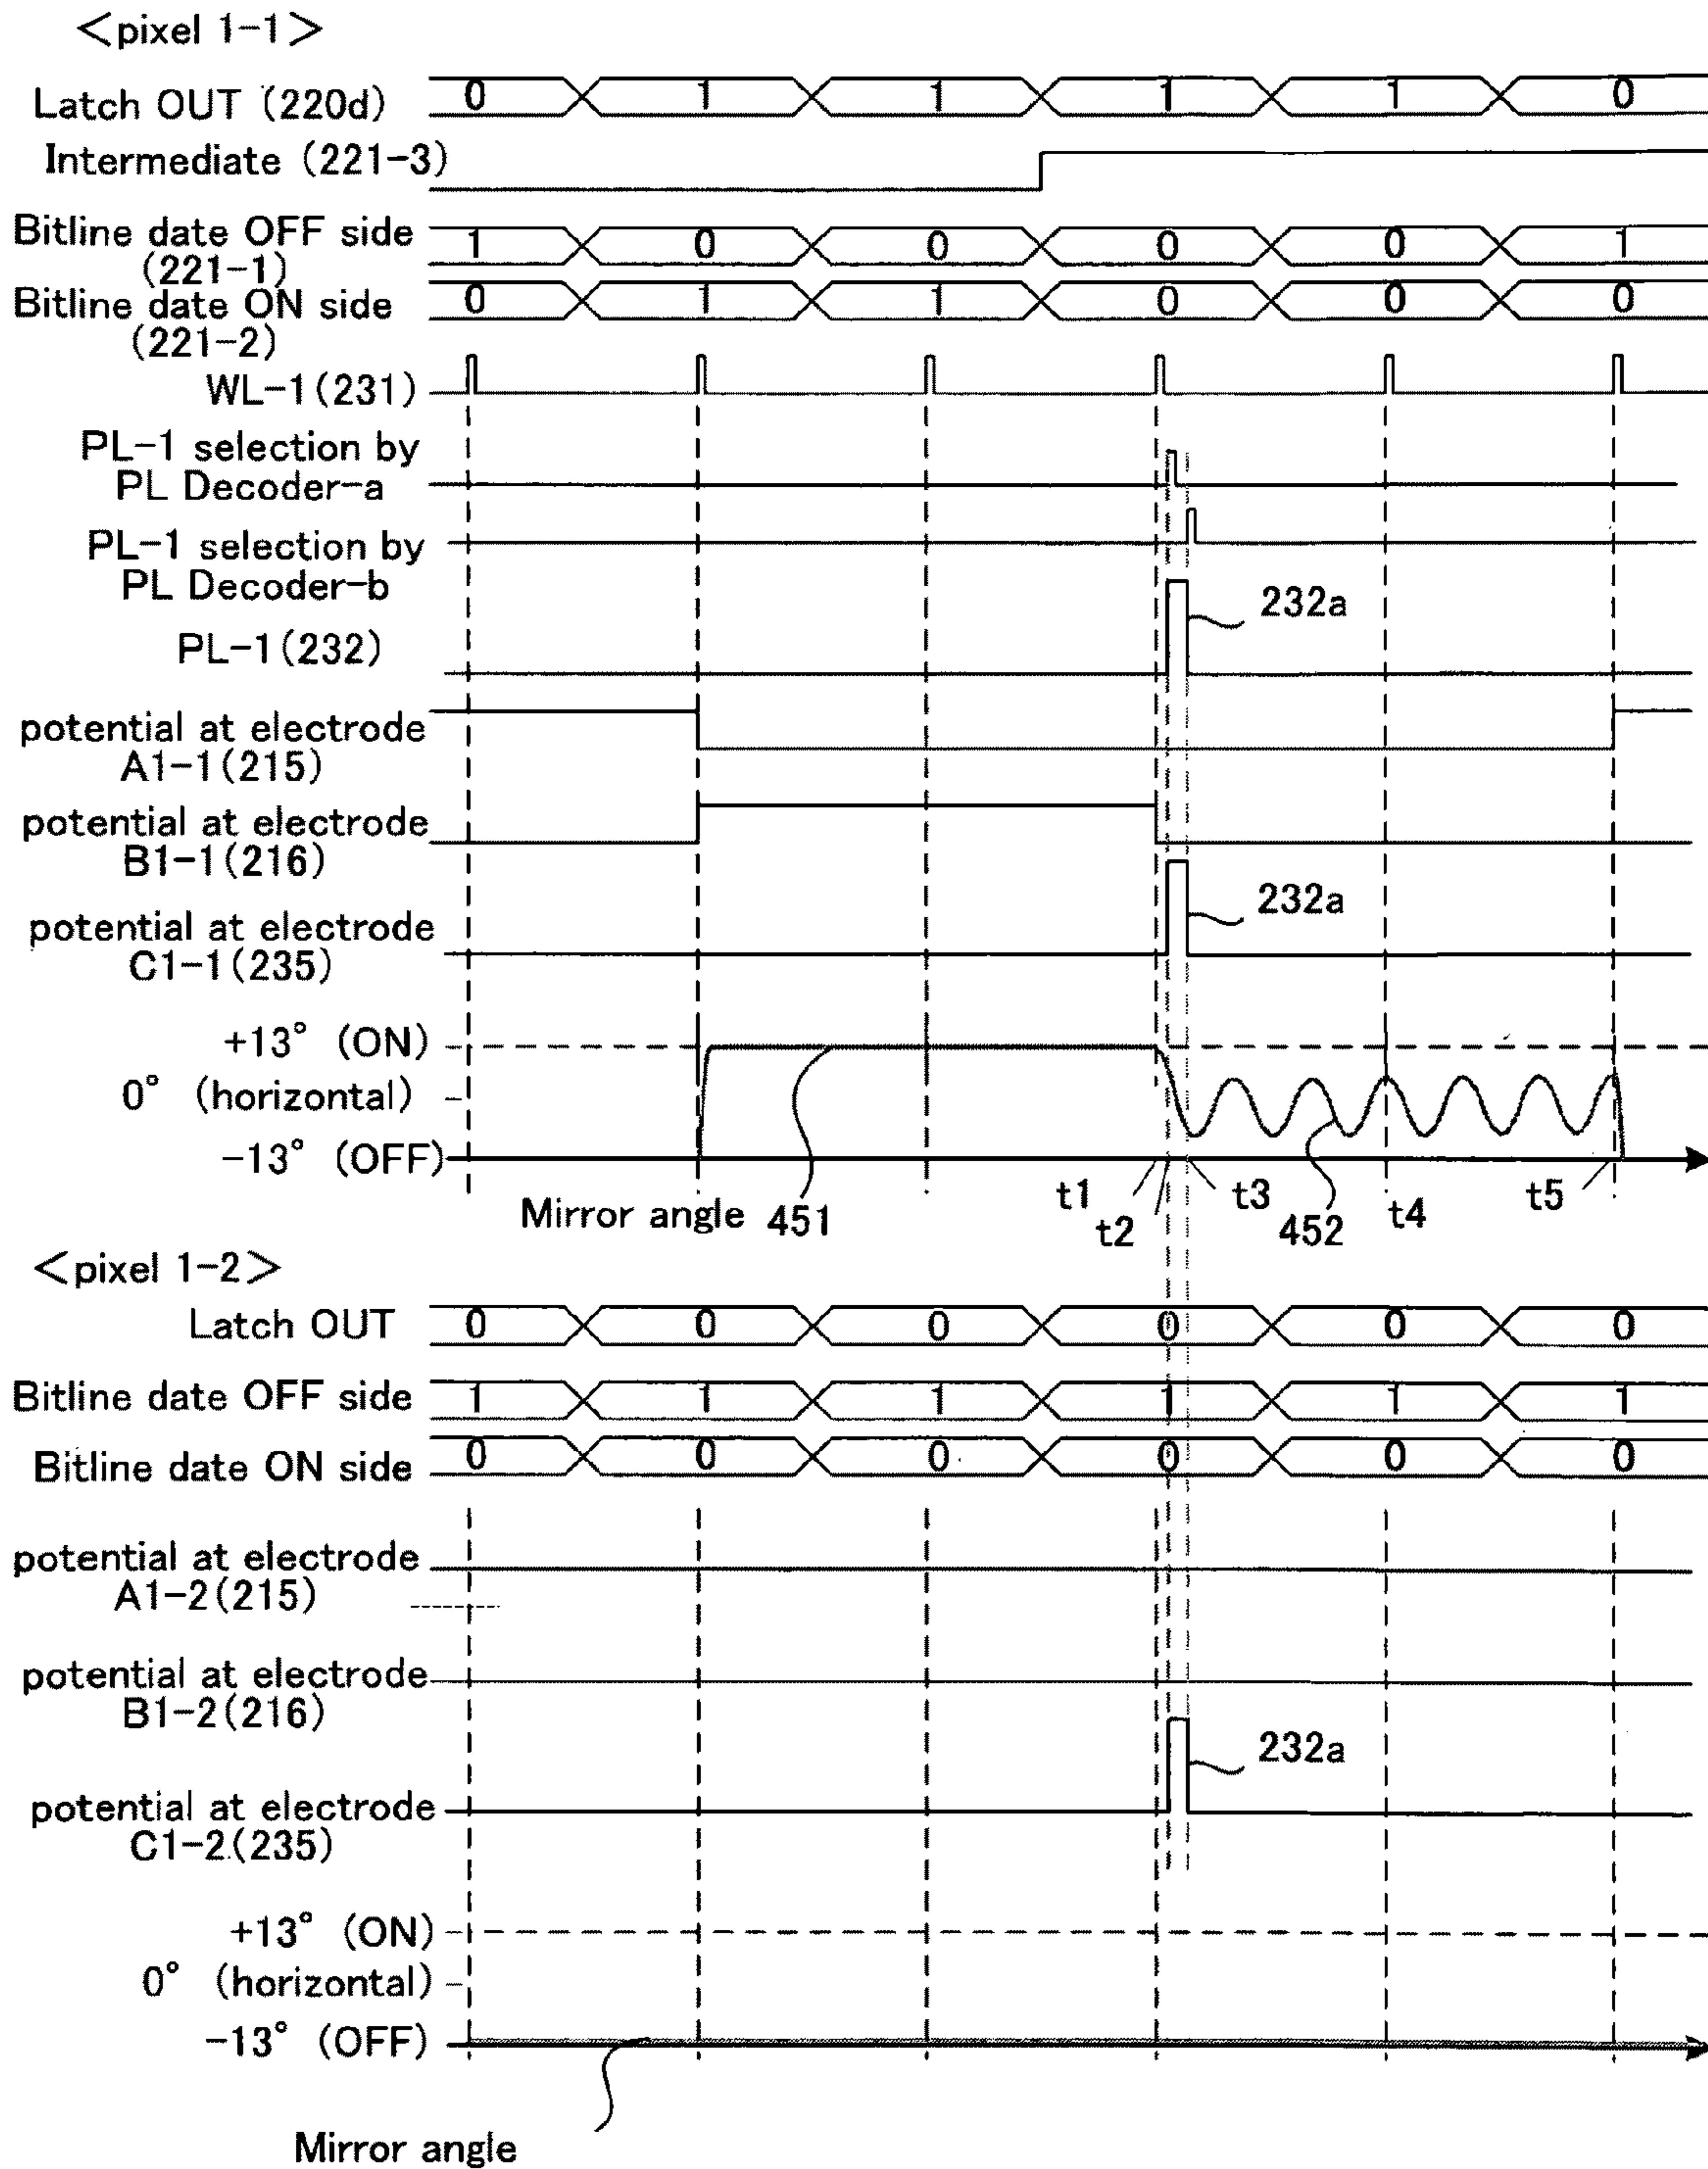 <pixel 1-1>
Latch OUT (220d) 0 1 1 1 1 0
Intermediate (221-3)
Bitline date OFF side
(221-1) 1 0 0 0 0 1
Bitline date ON side
(221-2) 0 1 1 0 0 0
WL-1(231)
PL-1 selection by
PL Decoder-a
PL-1 selection by
PL Decoder-b
232a
PL-1(232)
potential at electrode
A1-1(215)
potential at electrode
B1-1(216)
232a
potential at electrode
C1-1(235)
+13° (ON)
0° (horizontal)
-13° (OFF)
Mirror angle 451 t1 t2 t3 452 t4 t5
<pixel 1-2>
Latch OUT 0 0 0 0 0 0
Bitline date OFF side 1 1 1 1 1 1
Bitline date ON side 0 0 0 0 0 0
potential at electrode
A1-2(215)
potential at electrode
B1-2(216)
232a
potential at electrode
C1-2(235)
+13° (ON)
0° (horizontal)
-13° (OFF)
Mirror angle